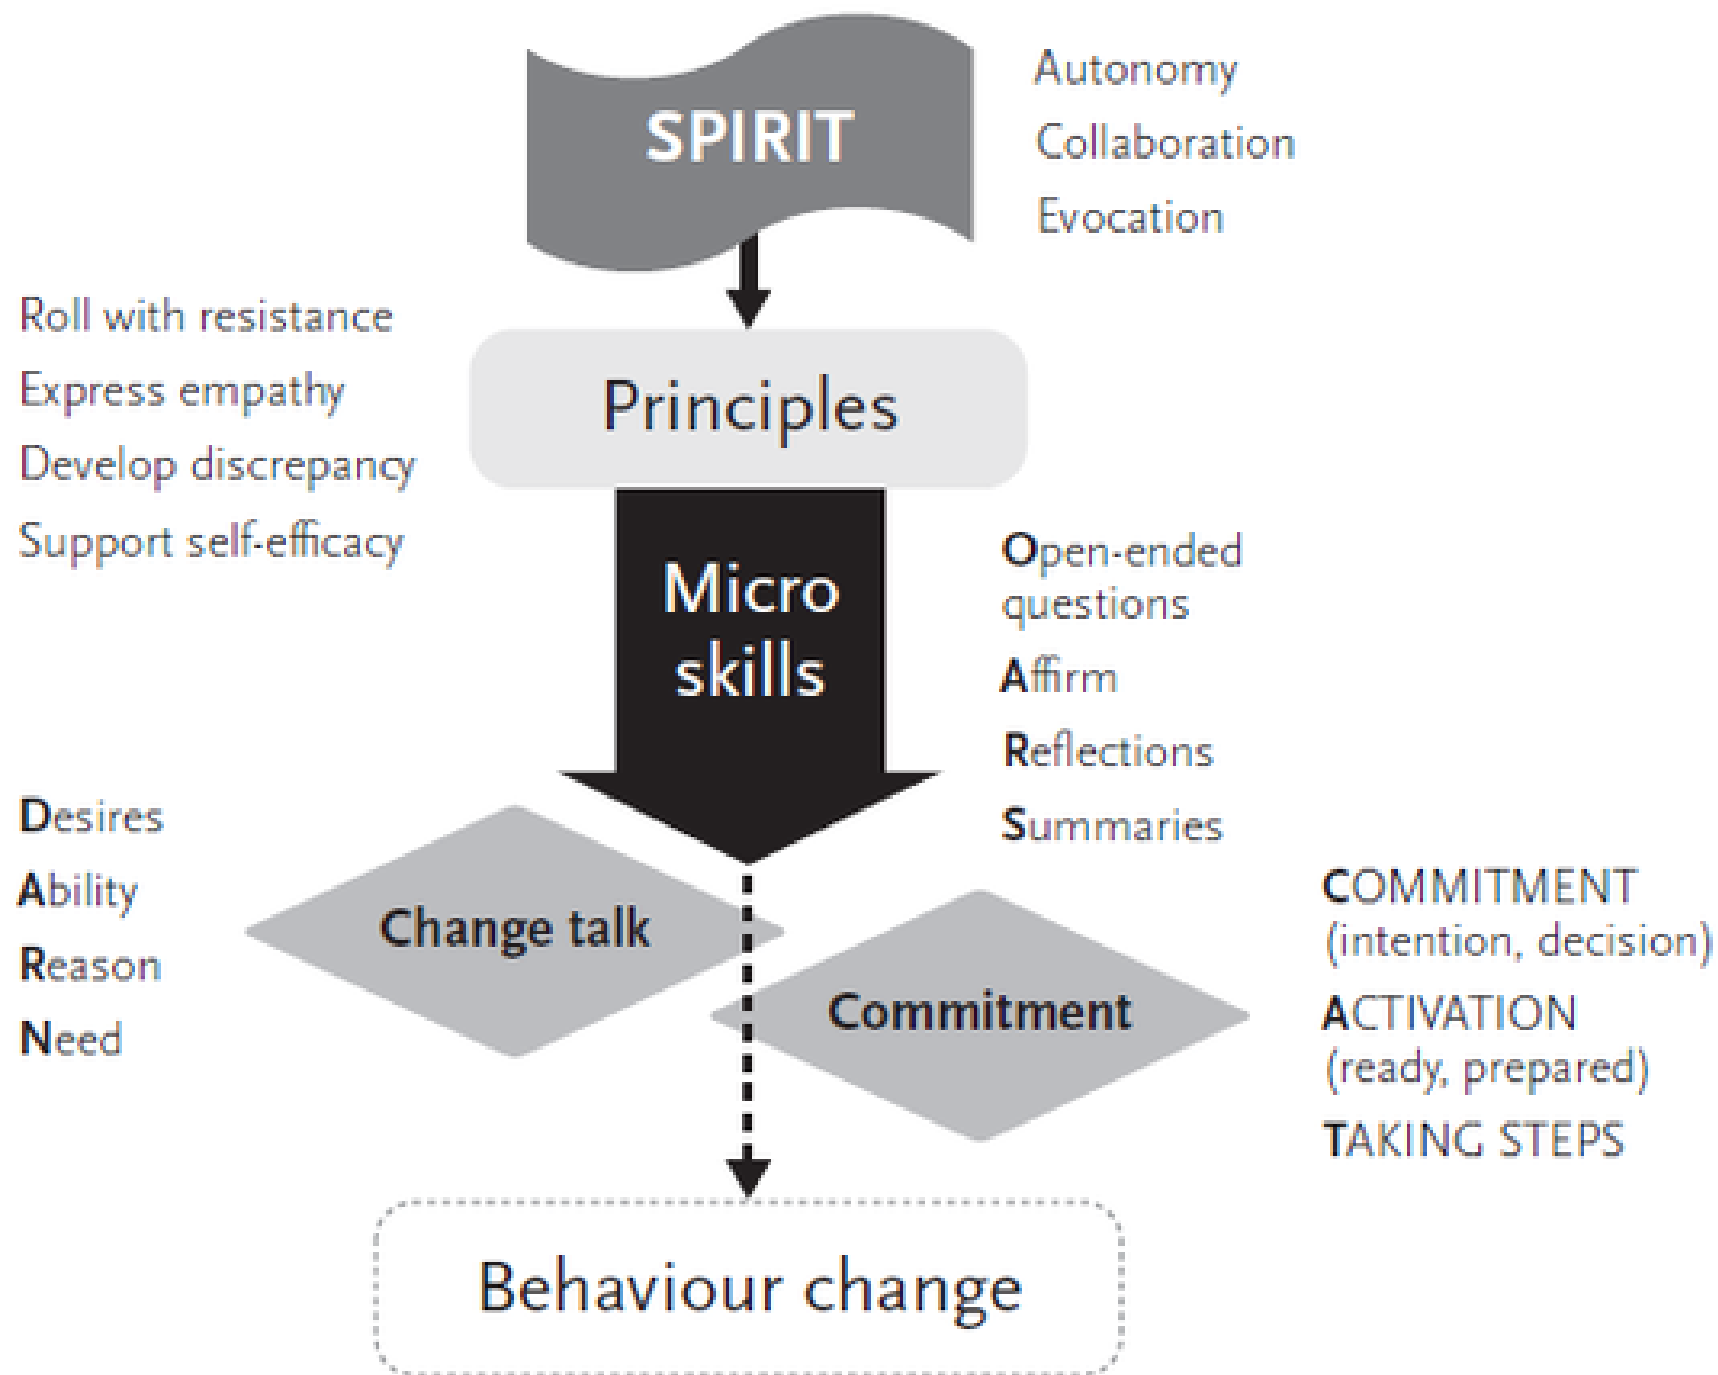 SPIRIT
Autonomy
Collaboration
Evocation
Roll with resistance
Express empathy
Develop discrepancy
Support self-efficacy
Principles
Micro
skills
Open-ended
questions
Affirm
Reflections
Summaries
Desires
Ability
Reason
Need
Change talk
Commitment
COMMITMENT
(intention, decision)
ACTIVATION
(ready, prepared)
TAKING STEPS
Behaviour change